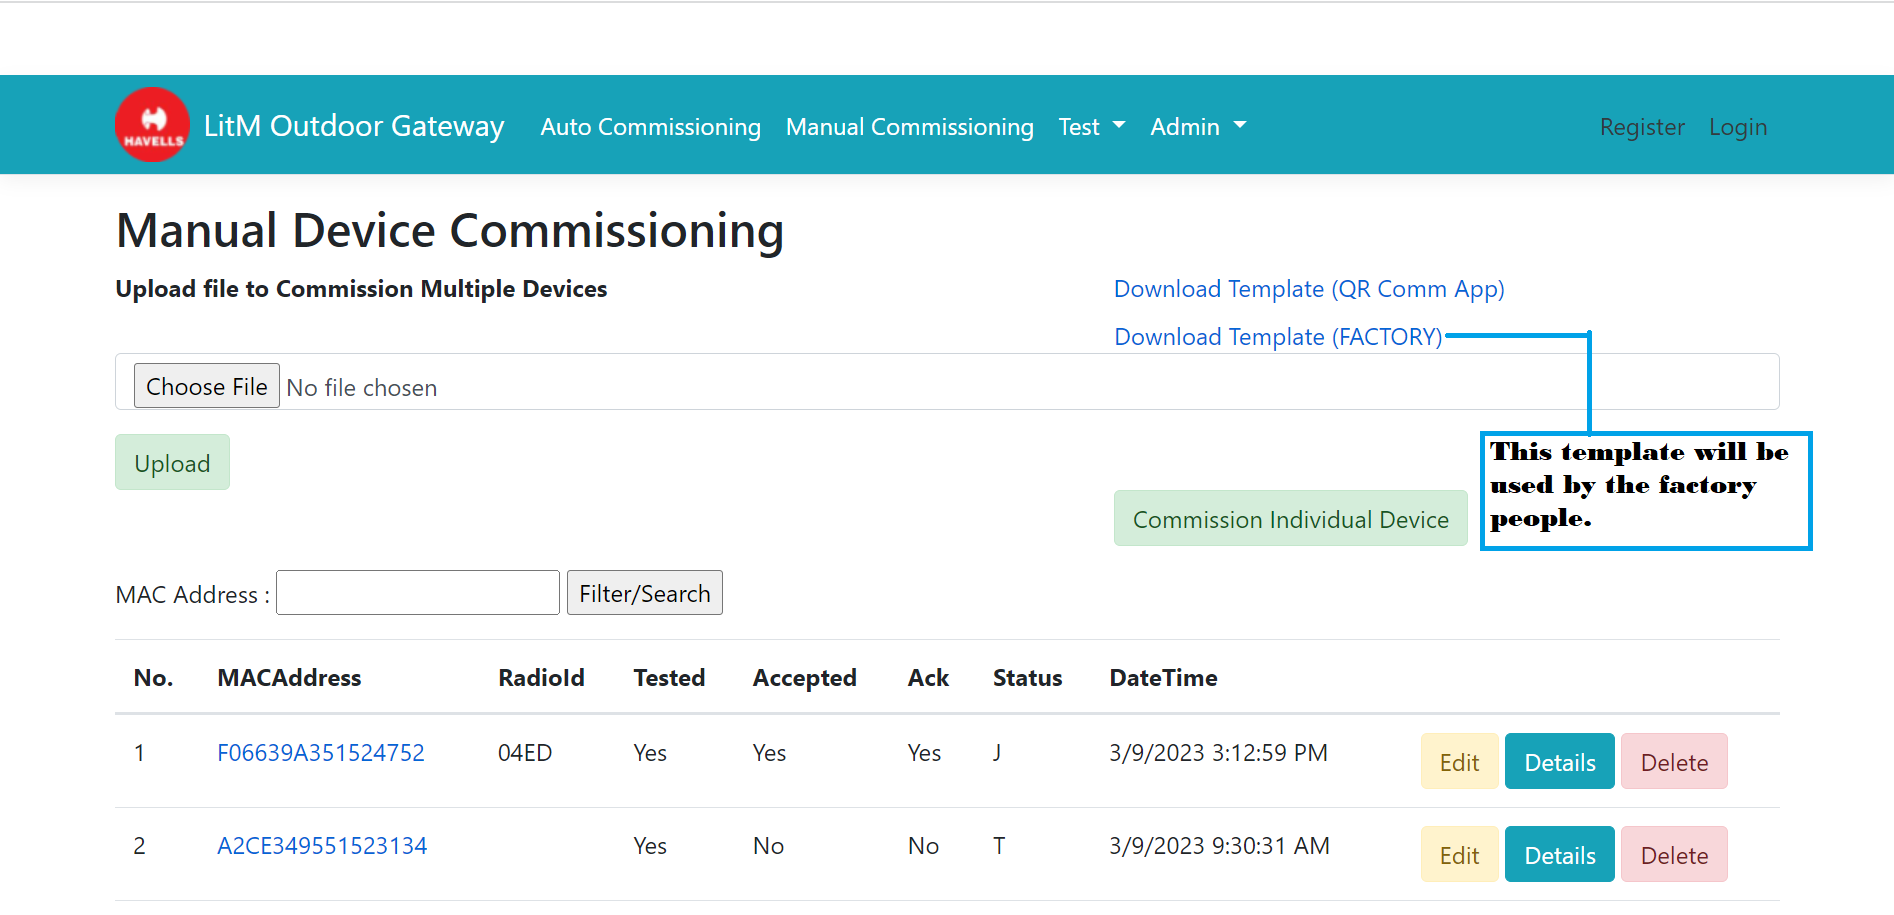 HAVELLS
LitM Outdoor Gateway Auto Commissioning Manual Commissioning Test Admin Register Login
Manual Device Commissioning
Upload file to Commission Multiple Devices Download Template (QR Comm App)
Download Template (FACTORY)
Choose File No file chosen
Upload
This template will be
used by the factory
people.
Commission Individual Device
MAC Address : Filter/Search
No. MACAddress RadioId Tested Accepted Ack Status DateTime
1 F06639A351524752 04ED Yes Yes Yes J 3/9/2023 3:12:59 PM Edit Details Delete
2 A2CE349551523134 Yes No No T 3/9/2023 9:30:31 AM Edit Details Delete